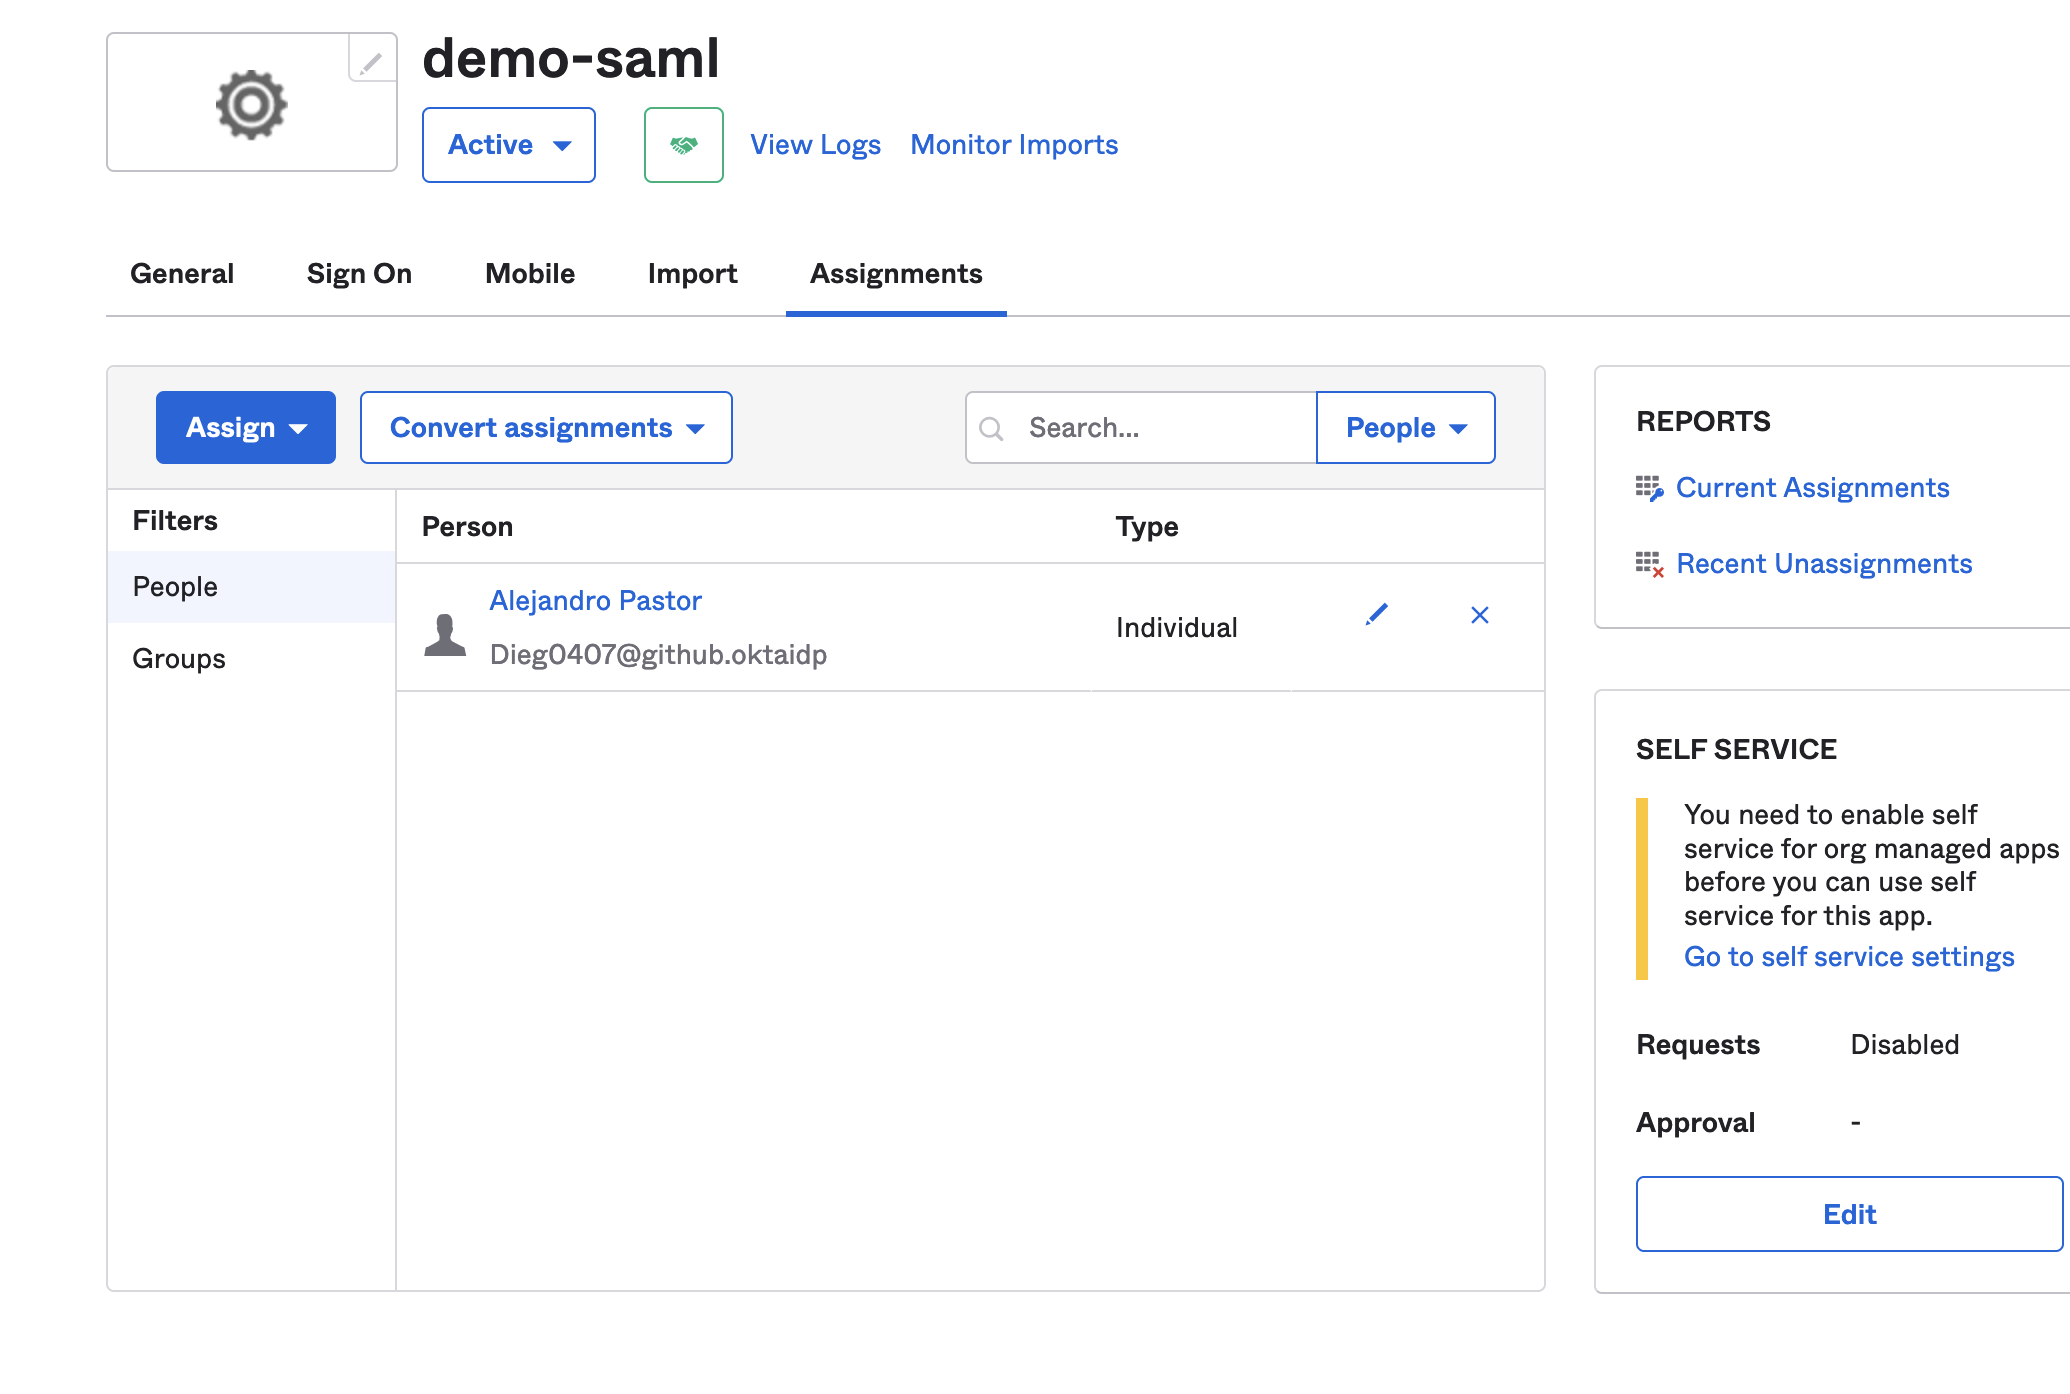 demo-saml
Active
View Logs
Monitor Imports
General
Sign On
Mobile
Import
Assignments
Assign
Convert assignments
Search...
People
Filters
People
Groups
Person
Type
Alejandro Pastor
Dieg0407@github.oktaidp
Individual
REPORTS
Current Assignments
Recent Unassignments
SELF SERVICE
You need to enable self
service for org managed apps
before you can use self
service for this app.
Go to self service settings
Requests
Disabled
Approval
-
Edit